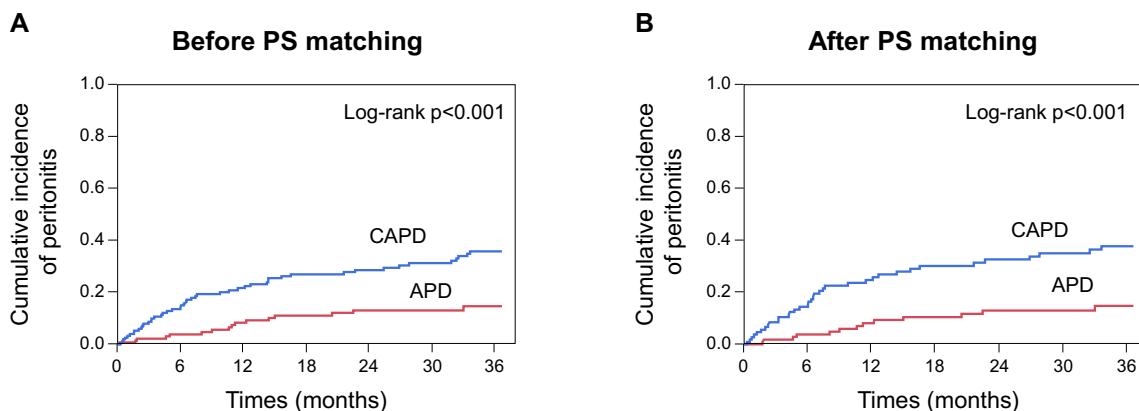 A
Before PS matching
Cumulative incidence
of peritonitis
1.0
0.8
0.6
0.4
0.2
0.0
Log-rank p<0.001
CAPD
APD
0 6 12 18 24 30 36
Times (months)
B
After PS matching
Cumulative incidence
of peritonitis
1.0
0.8
0.6
0.4
0.2
0.0
Log-rank p<0.001
CAPD
APD
0 6 12 18 24 30 36
Times (months)